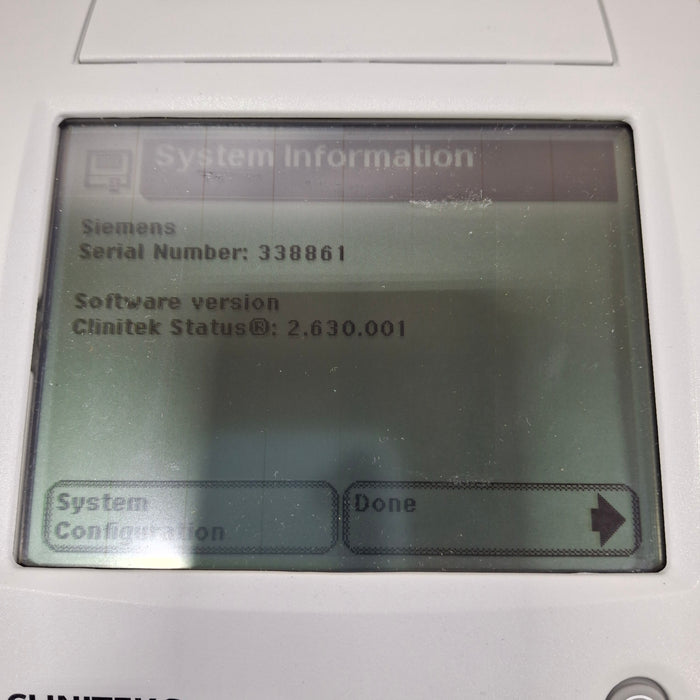 System Information
Siemens
Serial Number: 338861
Software version
Clinitek Status®: 2.630.001
System
Configuration
Done